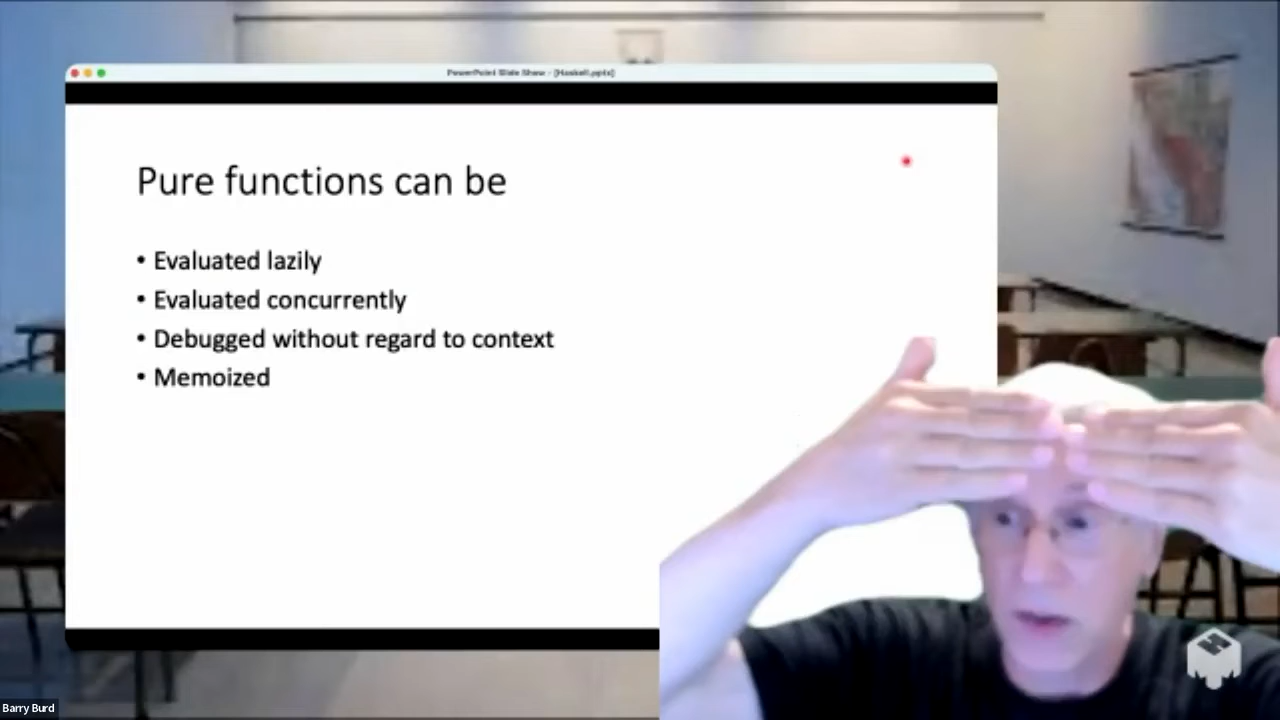 PowerPoint Slide Show - [Haskell.pptx]
Pure functions can be
• Evaluated lazily
• Evaluated concurrently
• Debugged without regard to context
• Memoized
Barry Burd